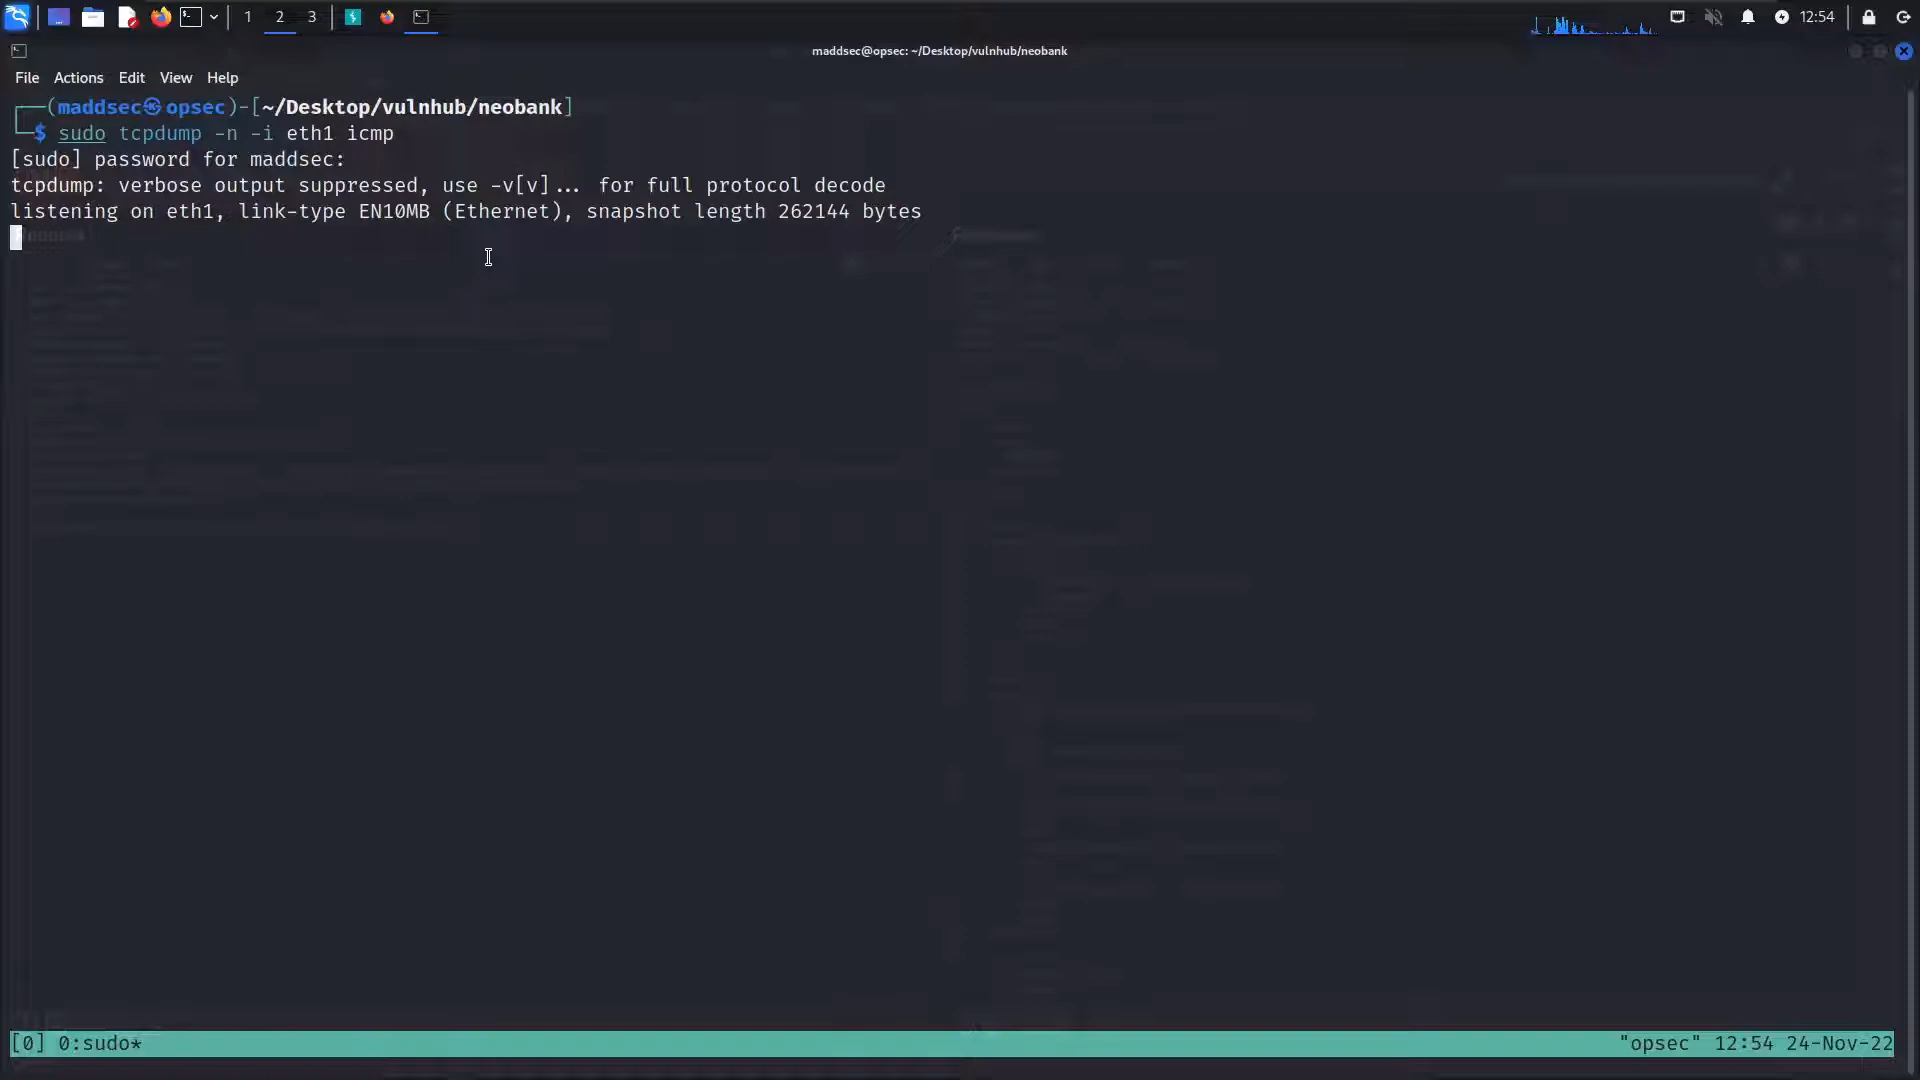 1 2 3 12:54
maddsec@opsec: ~/Desktop/vulnhub/neobank
File Actions Edit View Help
┌──(maddsec㉿opsec)-[~/Desktop/vulnhub/neobank]
└─$ sudo tcpdump -n -i eth1 icmp
[sudo] password for maddsec:
tcpdump: verbose output suppressed, use -v[v]... for full protocol decode
listening on eth1, link-type EN10MB (Ethernet), snapshot length 262144 bytes
[0] 0:sudo* "opsec" 12:54 24-Nov-22